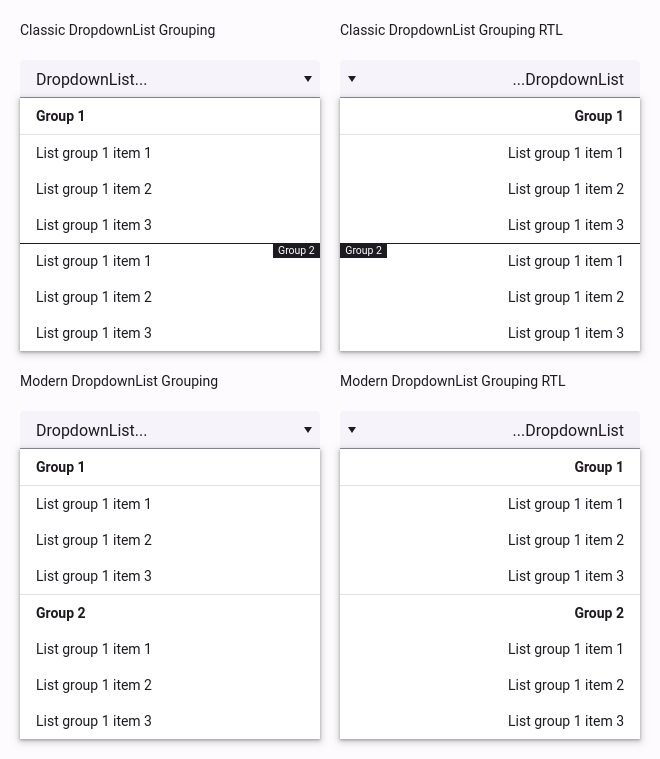 Classic DropdownList Grouping
DropdownList...
Group 1
List group 1 item 1
List group 1 item 2
List group 1 item 3
Group 2
List group 1 item 1
List group 1 item 2
List group 1 item 3
Classic DropdownList Grouping RTL
...DropdownList
Group 1
List group 1 item 1
List group 1 item 2
List group 1 item 3
Group 2
List group 1 item 1
List group 1 item 2
List group 1 item 3
Modern DropdownList Grouping
DropdownList...
Group 1
List group 1 item 1
List group 1 item 2
List group 1 item 3
Group 2
List group 1 item 1
List group 1 item 2
List group 1 item 3
Modern DropdownList Grouping RTL
...DropdownList
Group 1
List group 1 item 1
List group 1 item 2
List group 1 item 3
Group 2
List group 1 item 1
List group 1 item 2
List group 1 item 3